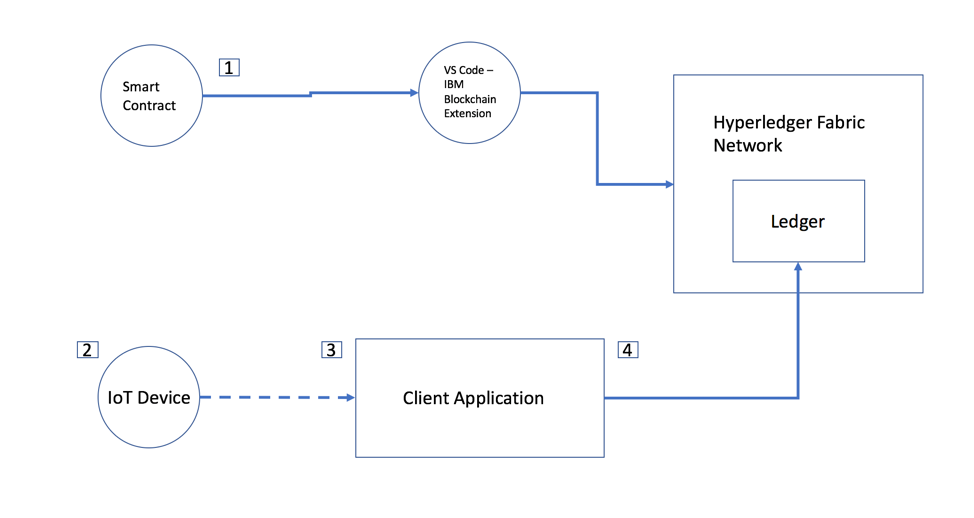 1
Smart
Contract
VS Code –
IBM
Blockchain
Extension
Hyperledger Fabric
Network
Ledger
2
IoT Device
3
Client Application
4